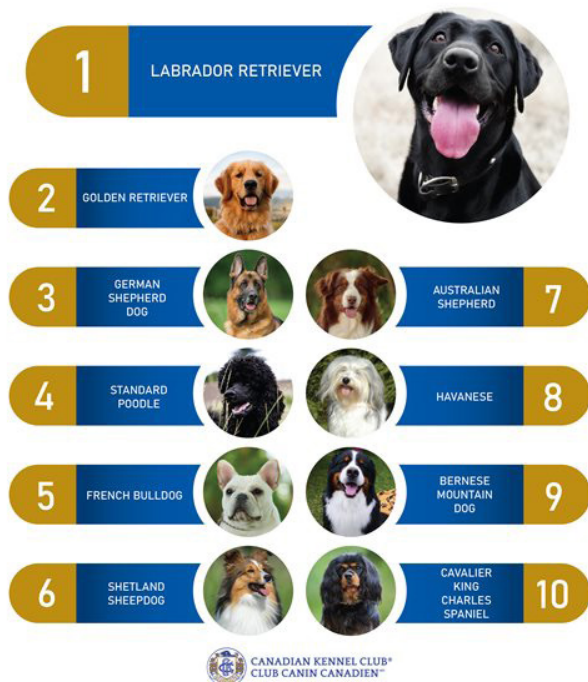 1
LABRADOR RETRIEVER
2
GOLDEN RETRIEVER
3
GERMAN
SHEPHERD
DOG
4
STANDARD
POODLE
5
FRENCH BULLDOG
6
SHETLAND
SHEEPDOG
7
AUSTRALIAN
SHEPHERD
8
HAVANESE
9
BERNESE
MOUNTAIN
DOG
10
CAVALIER
KING
CHARLES
SPANIEL
CANADIAN KENNEL CLUB®
CLUB CANIN CANADIEN™